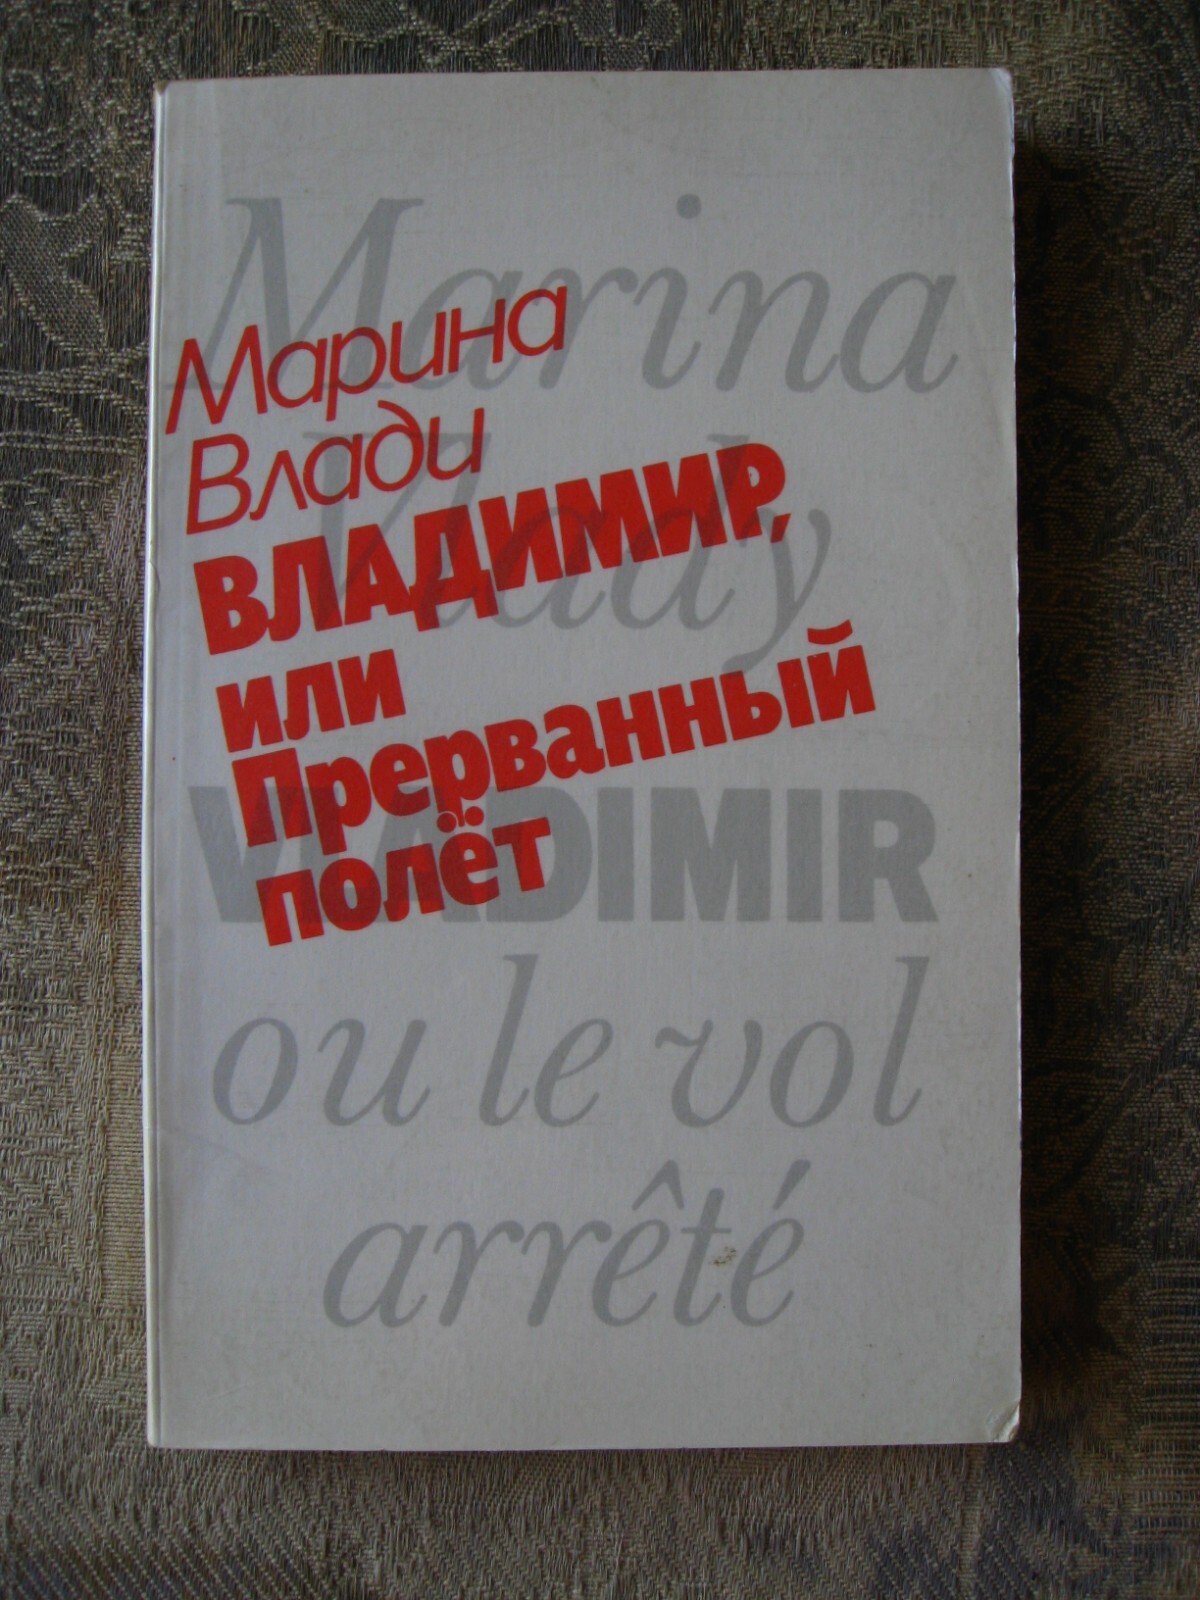 Marina
Vlady
VLADIMIR
ou le vol
arrêté
Марина
Влади
ВЛАДИМИР,
или
Прерванный
полёт